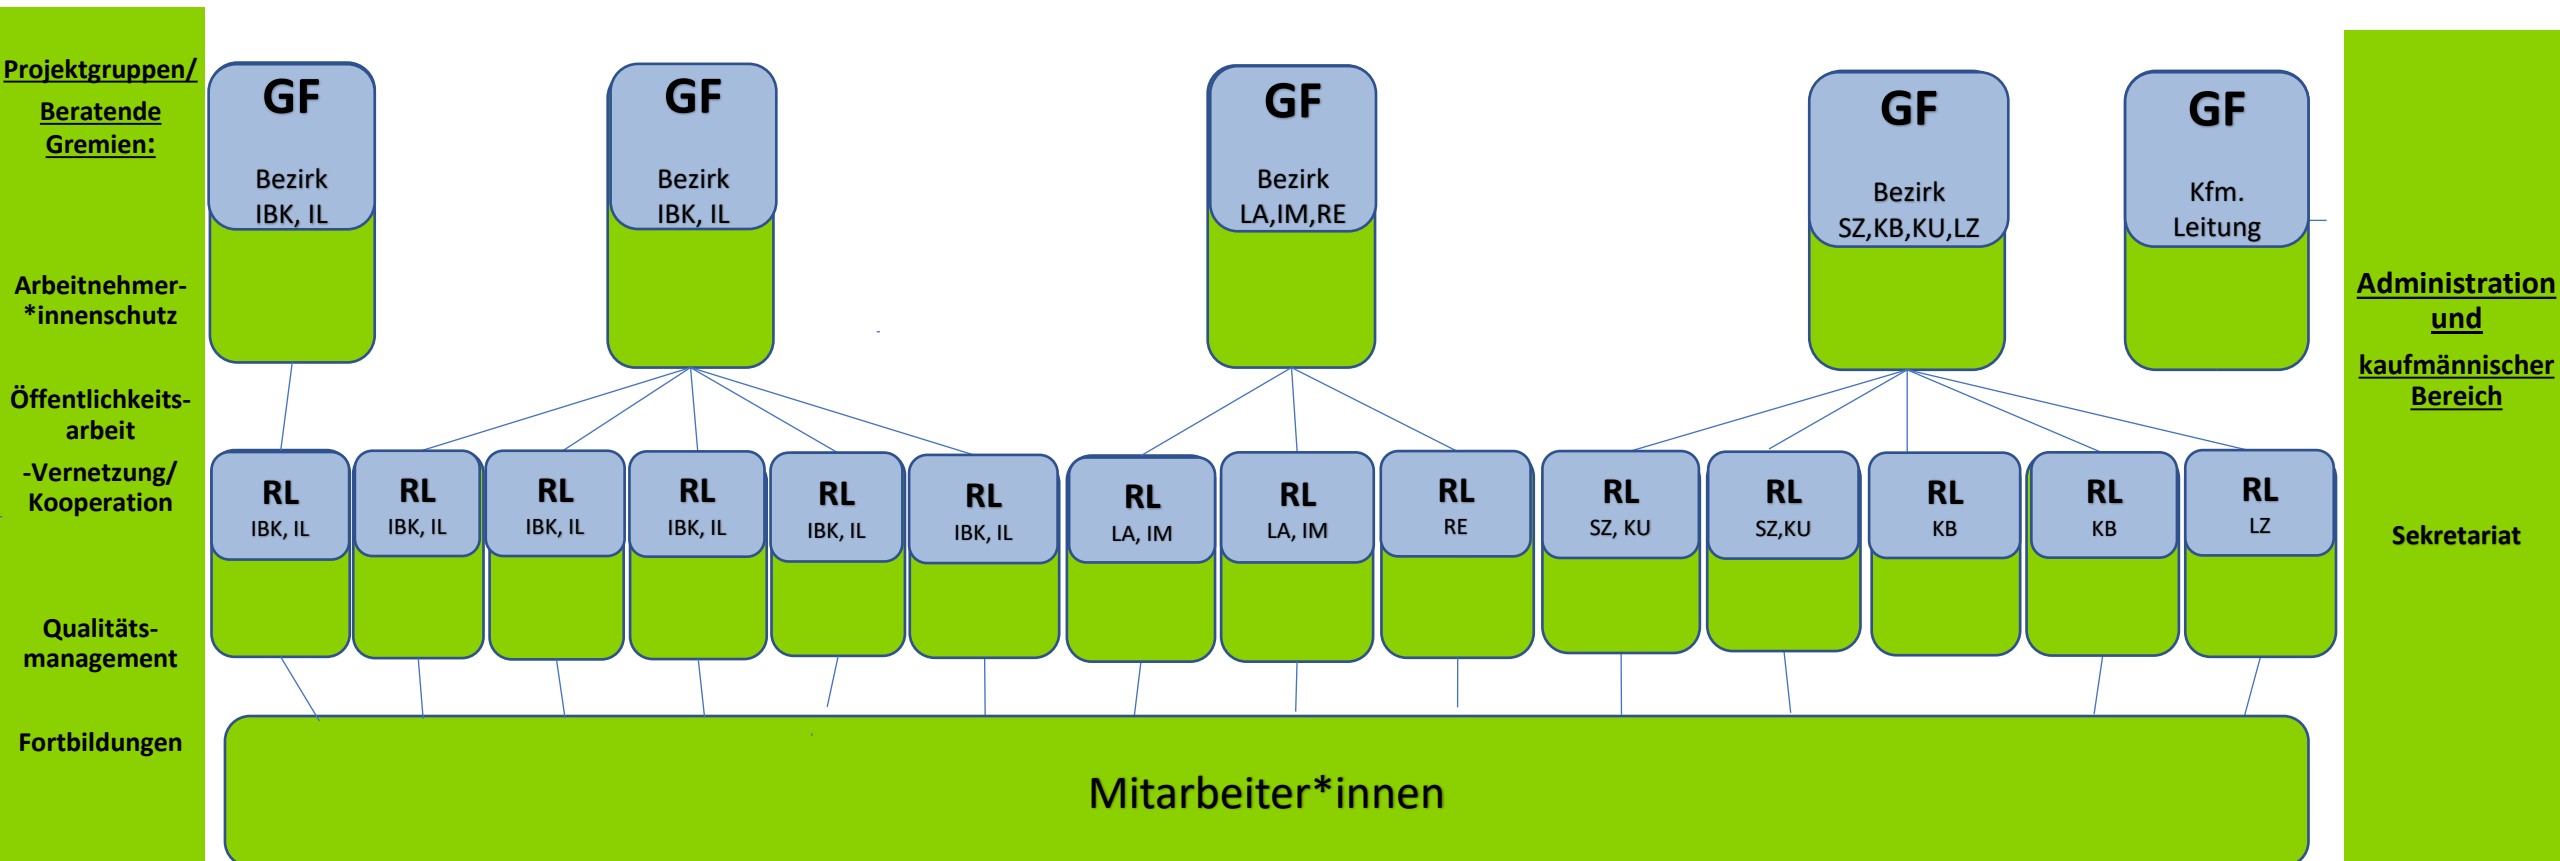 Projektgruppen/
Beratende
Gremien:
Arbeitnehmer-
*innenschutz
Öffentlichkeits-
arbeit
-Vernetzung/
Kooperation
Qualitäts-
management
Fortbildungen
GF
Bezirk
IBK, IL
GF
Bezirk
IBK, IL
GF
Bezirk
LA,IM,RE
GF
Bezirk
SZ,KB,KU,LZ
GF
Kfm.
Leitung
RL
IBK, IL
RL
IBK, IL
RL
IBK, IL
RL
IBK, IL
RL
IBK, IL
RL
IBK, IL
RL
LA, IM
RL
LA, IM
RL
RE
RL
SZ, KU
RL
SZ,KU
RL
KB
RL
KB
RL
LZ
Mitarbeiter*innen
Administration
und
kaufmännischer
Bereich
Sekretariat